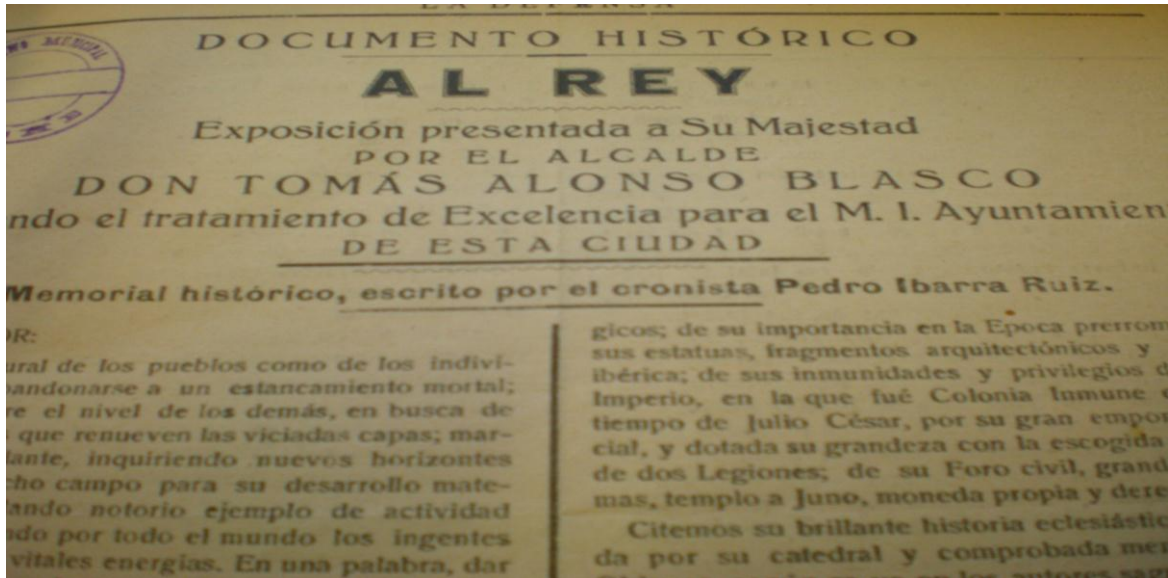 LA DEFENSA
DOCUMENTO HISTÓRICO
AL REY
Exposición presentada a Su Majestad
POR EL ALCALDE
DON TOMÁS ALONSO BLASCO
ndo el tratamiento de Excelencia para el M. I. Ayuntamien
DE ESTA CIUDAD
Memorial histórico, escrito por el cronista Pedro Ibarra Ruiz.
OR:
ural de los pueblos como de los indivi-
bandonarse a un estancamiento mortal;
re el nivel de los demás, en busca de
s que renueven las viciadas capas; mar-
lante, inquiriendo nuevos horizontes
cho campo para su desarrollo mate-
dando notorio ejemplo de actividad
ndo por todo el mundo los ingentes
vitales energías. En una palabra, dar
gicos; de su importancia en la Epoca prerrom
sus estatuas, fragmentos arquitectónicos y
ibérica; de sus inmunidades y privilegios d
Imperio, en la que fué Colonia Inmune
tiempo de Julio César, por su gran empor
cial, y dotada su grandeza con la escogida
de dos Legiones; de su Foro civil, grand
mas, templo a Juno, moneda propia y dere
Citemos su brillante historia eclesiástic
da por su catedral y comprobada me